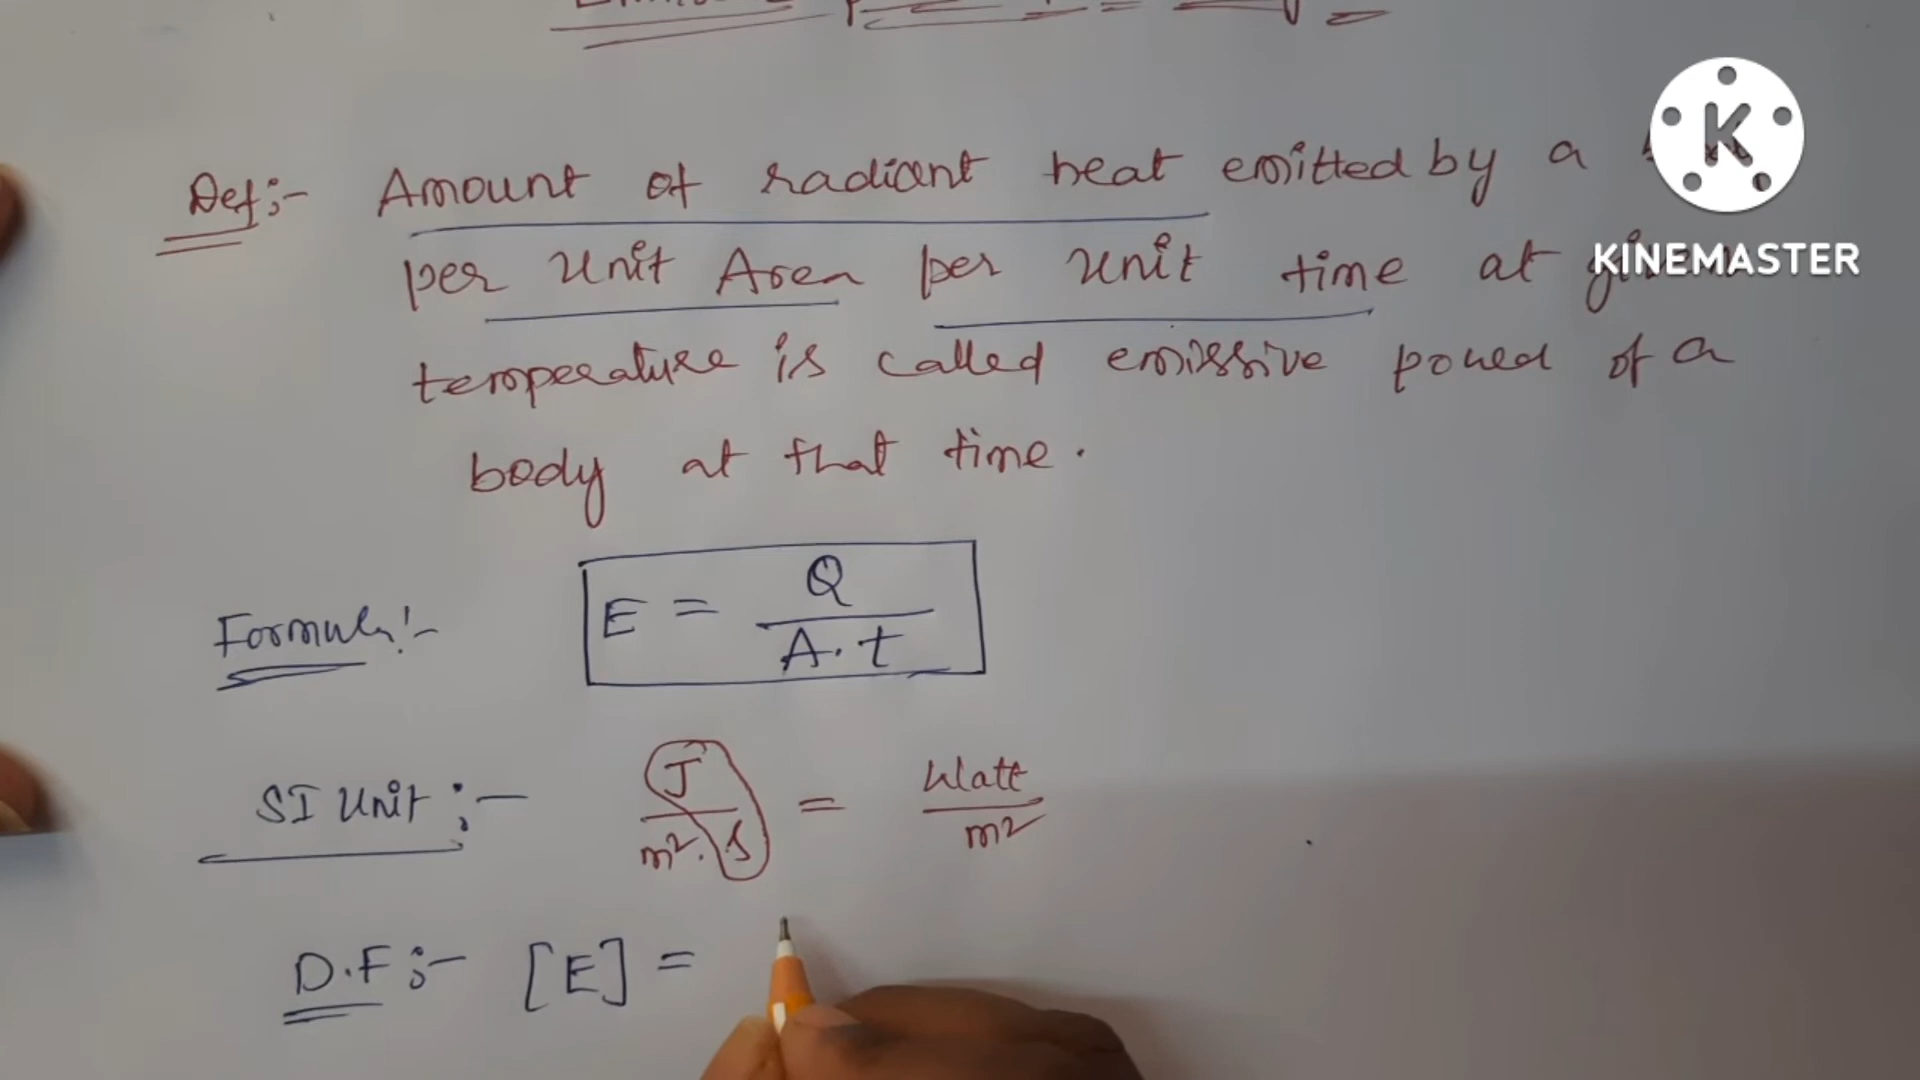 Def:- Amount of radiant heat emitted by a
per unit Area per unit time at given
temperature is called emissive power of a
body at that time.
Formula:- E = Q / A.t
SI Unit:- J / m². s = Watt / m²
D.F:- [E] =
K
KINEMASTER